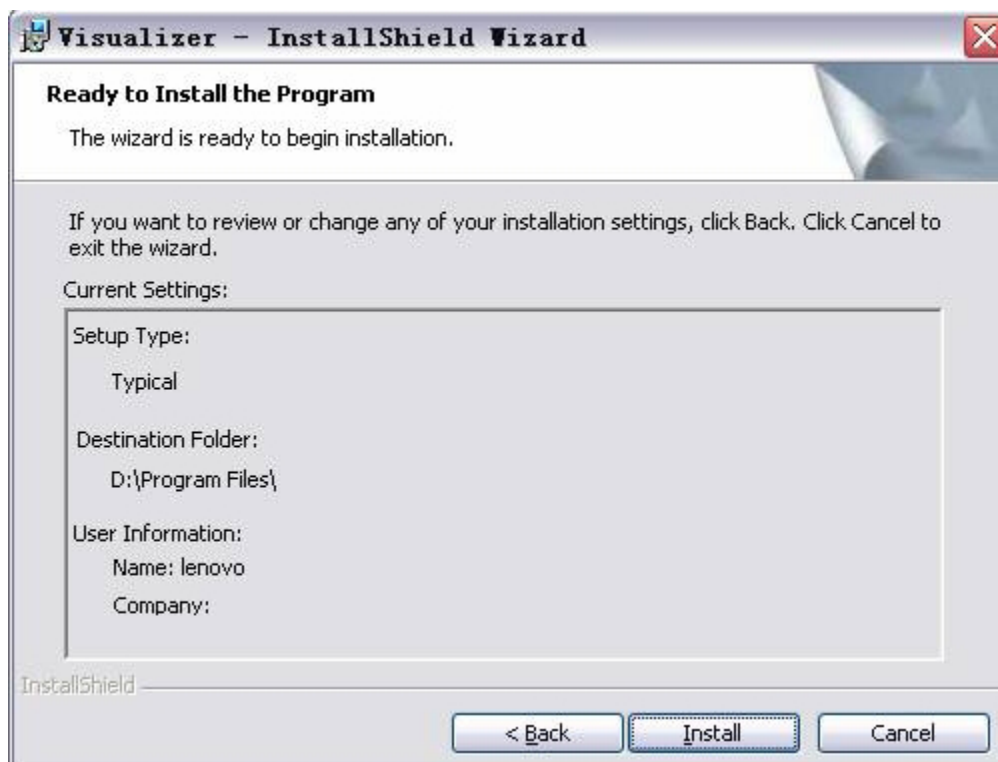 Visualizer - InstallShield Wizard
Ready to Install the Program
The wizard is ready to begin installation.
If you want to review or change any of your installation settings, click Back. Click Cancel to
exit the wizard.
Current Settings:
Setup Type:
Typical
Destination Folder:
D:\Program Files\
User Information:
Name: lenovo
Company:
InstallShield
< Back
Install
Cancel